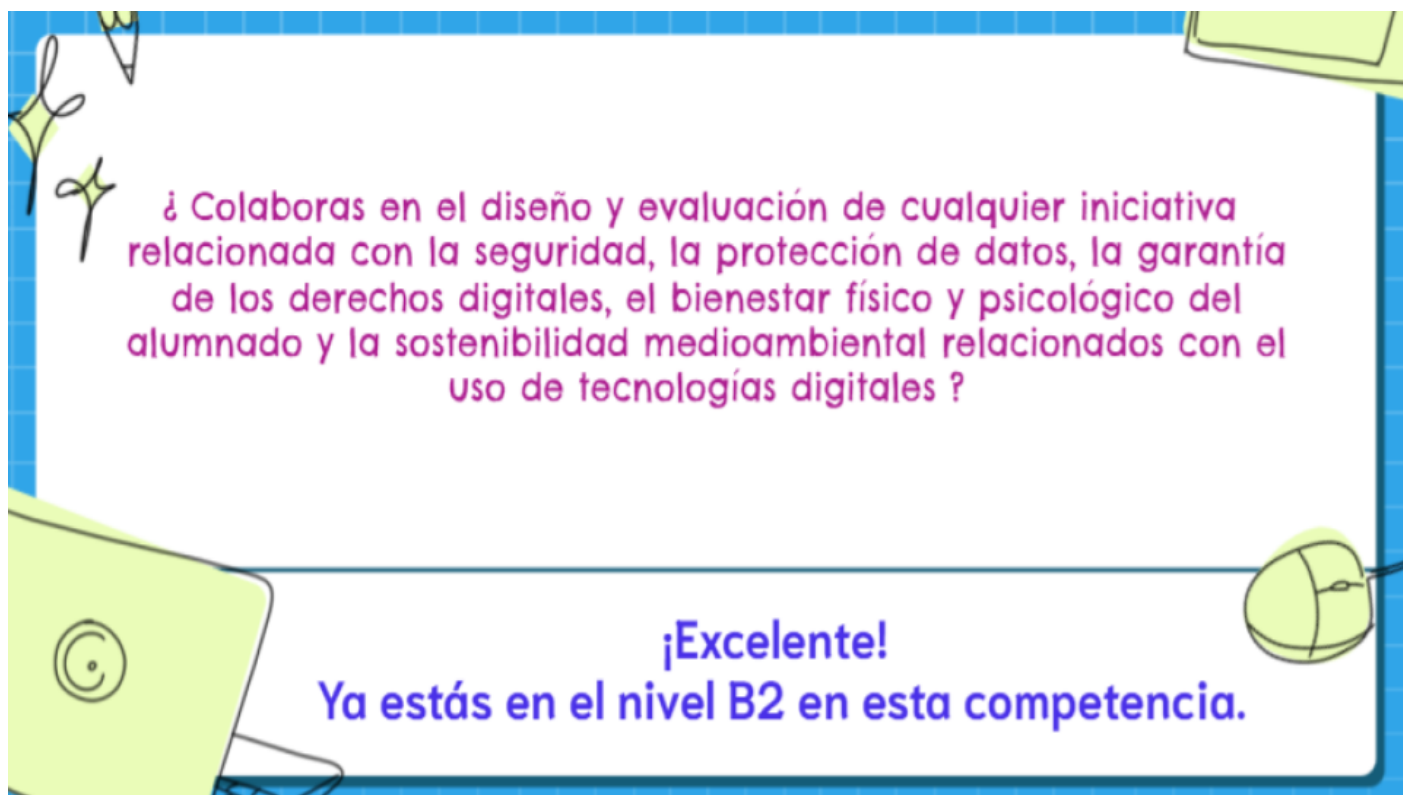 ¿ Colaboras en el diseño y evaluación de cualquier iniciativa
relacionada con la seguridad, la protección de datos, la garantía
de los derechos digitales, el bienestar físico y psicológico del
alumnado y la sostenibilidad medioambiental relacionados con el
uso de tecnologías digitales ?
¡Excelente!
Ya estás en el nivel B2 en esta competencia.